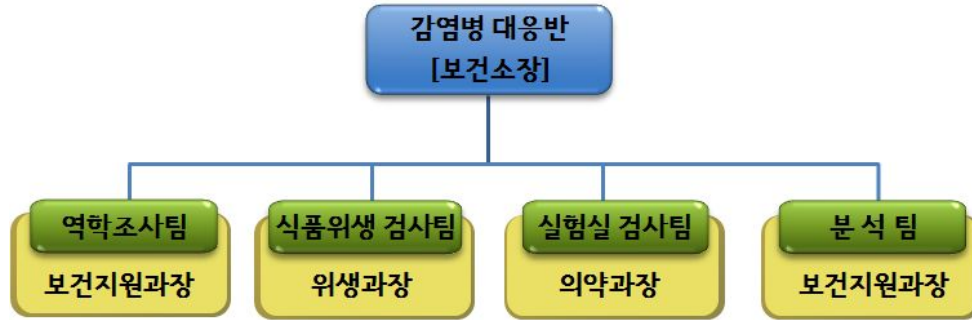 감염병 대응반
[보건소장]
역학조사팀
보건지원과장
식품위생 검사팀
위생과장
실험실 검사팀
의약과장
분 석 팀
보건지원과장